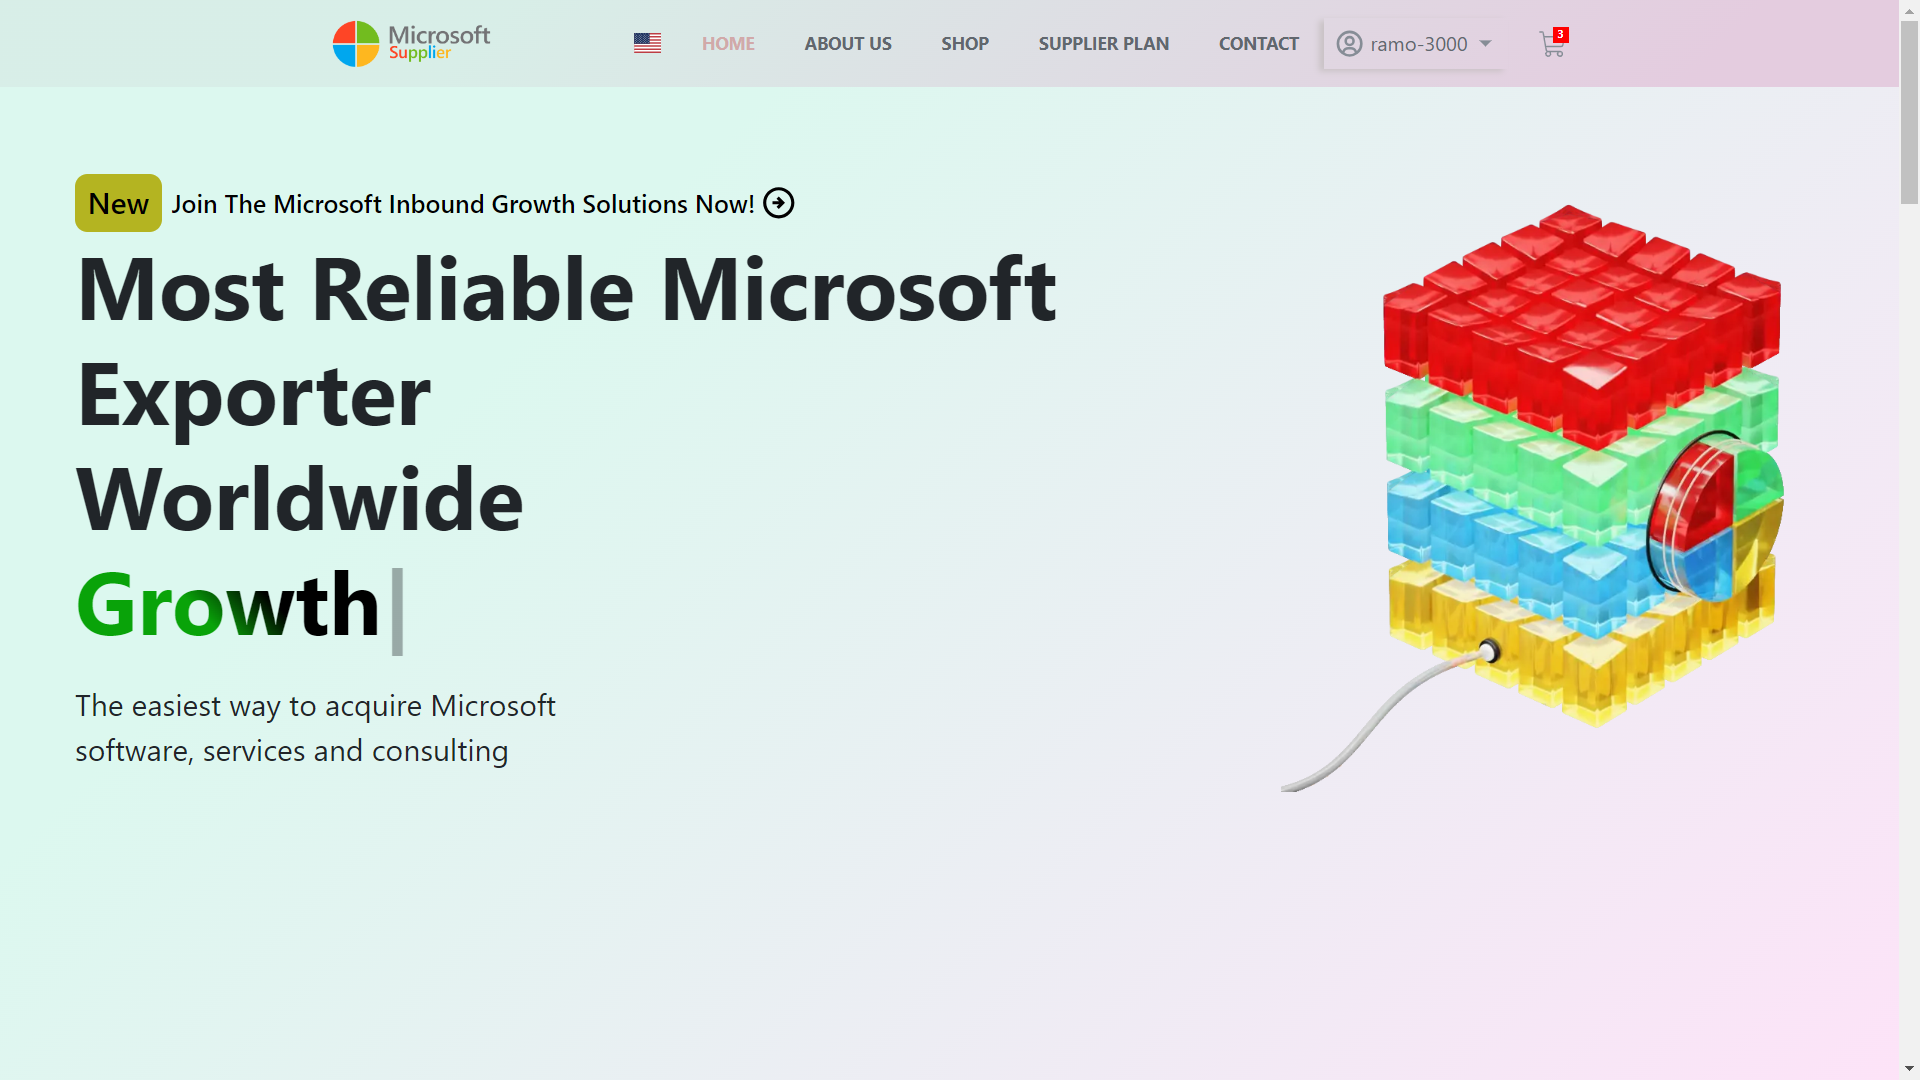 Microsoft
Supplier
HOME
ABOUT US
SHOP
SUPPLIER PLAN
CONTACT
ramo-3000
3
New
Join The Microsoft Inbound Growth Solutions Now!
Most Reliable Microsoft
Exporter
Worldwide
Growth|
The easiest way to acquire Microsoft
software, services and consulting